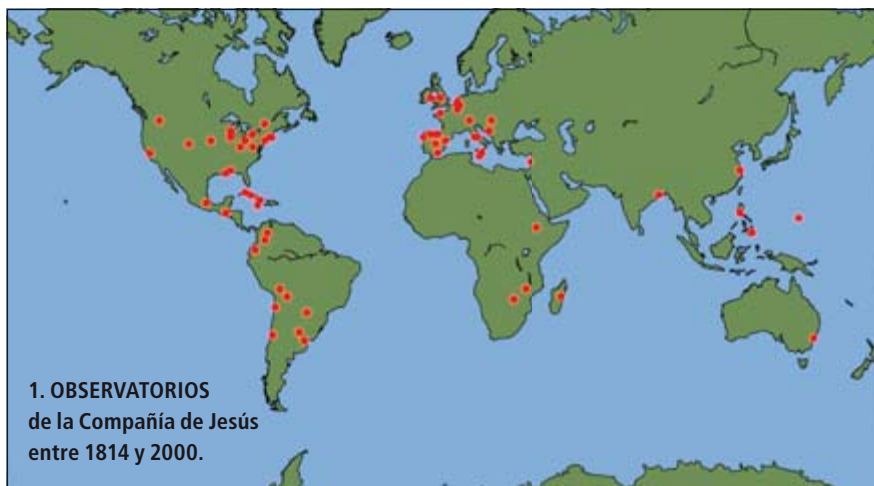 1. OBSERVATORIOS
de la Compañía de Jesús
entre 1814 y 2000.